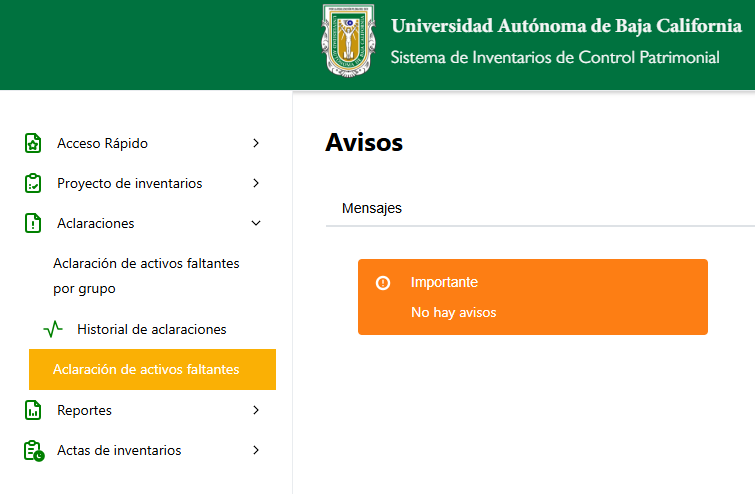 Universidad Autónoma de Baja California
Sistema de Inventarios de Control Patrimonial
Acceso Rápido
Proyecto de inventarios
Aclaraciones
Aclaración de activos faltantes
por grupo
Historial de aclaraciones
Aclaración de activos faltantes
Reportes
Actas de inventarios
Avisos
Mensajes
Importante
No hay avisos